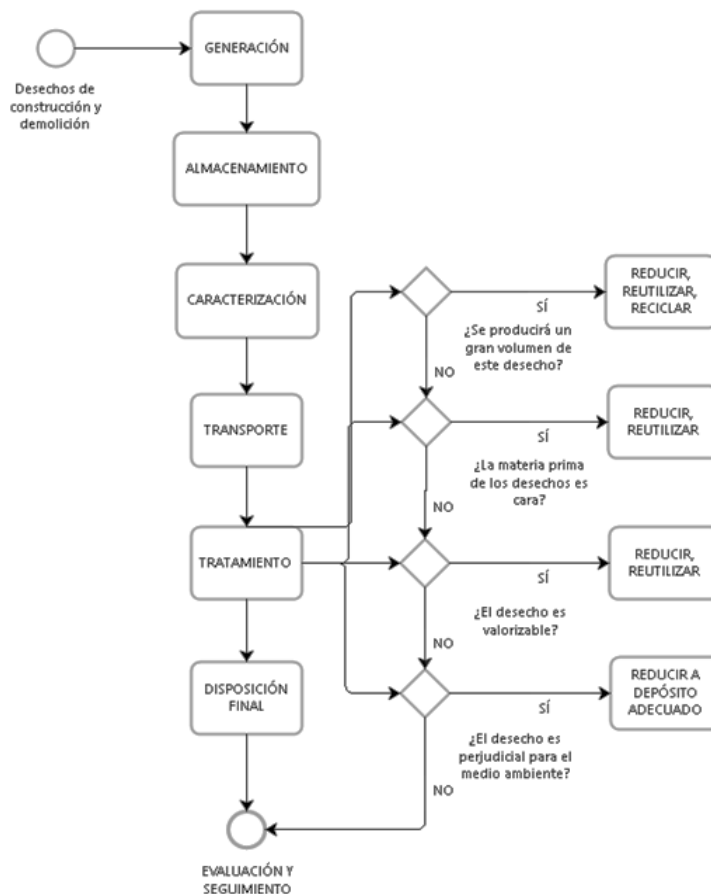 GENERACIÓN
Desechos de
construcción y
demolición
ALMACENAMIENTO
CARACTERIZACIÓN
REDUCIR,
REUTILIZAR,
RECICLAR
SÍ
¿Se producirá un
gran volumen de
este desecho?
NO
TRANSPORTE
REDUCIR,
REUTILIZAR
SÍ
¿La materia prima
de los desechos es
cara?
NO
TRATAMIENTO
REDUCIR,
REUTILIZAR
SÍ
¿El desecho es
valorizable?
NO
DISPOSICIÓN
FINAL
REDUCIR A
DEPÓSITO
ADECUADO
SÍ
¿El desecho es
perjudicial para el
medio ambiente?
NO
EVALUACIÓN Y
SEGUIMIENTO